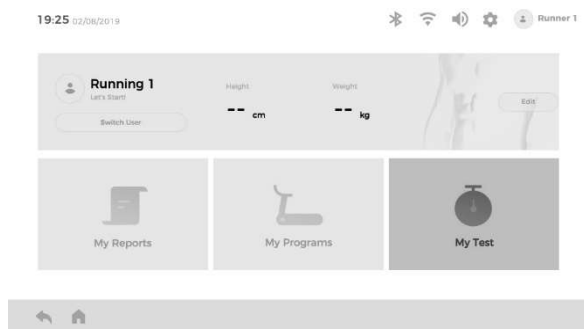 19:25 02/08/2019
Runner 1
Running 1
Let's Start!
Switch User
Height
-- cm
Weight
-- kg
Edit
My Reports
My Programs
My Test